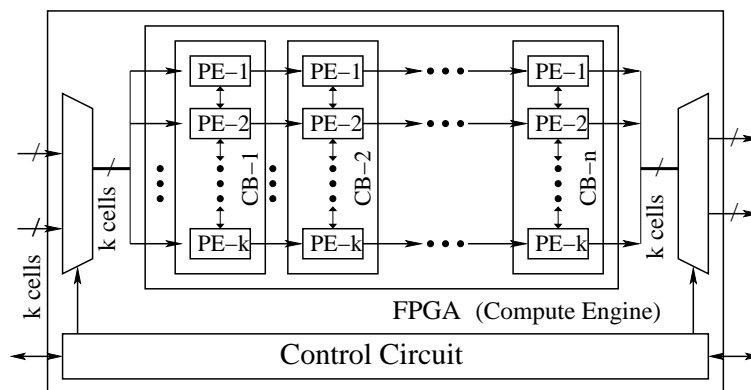 PE−1 PE−1 PE−1
PE−2 PE−2 PE−2
CB−1 CB−2 CB−n
PE−k PE−k PE−k
k cells
k cells
k cells
FPGA (Compute Engine)
Control Circuit